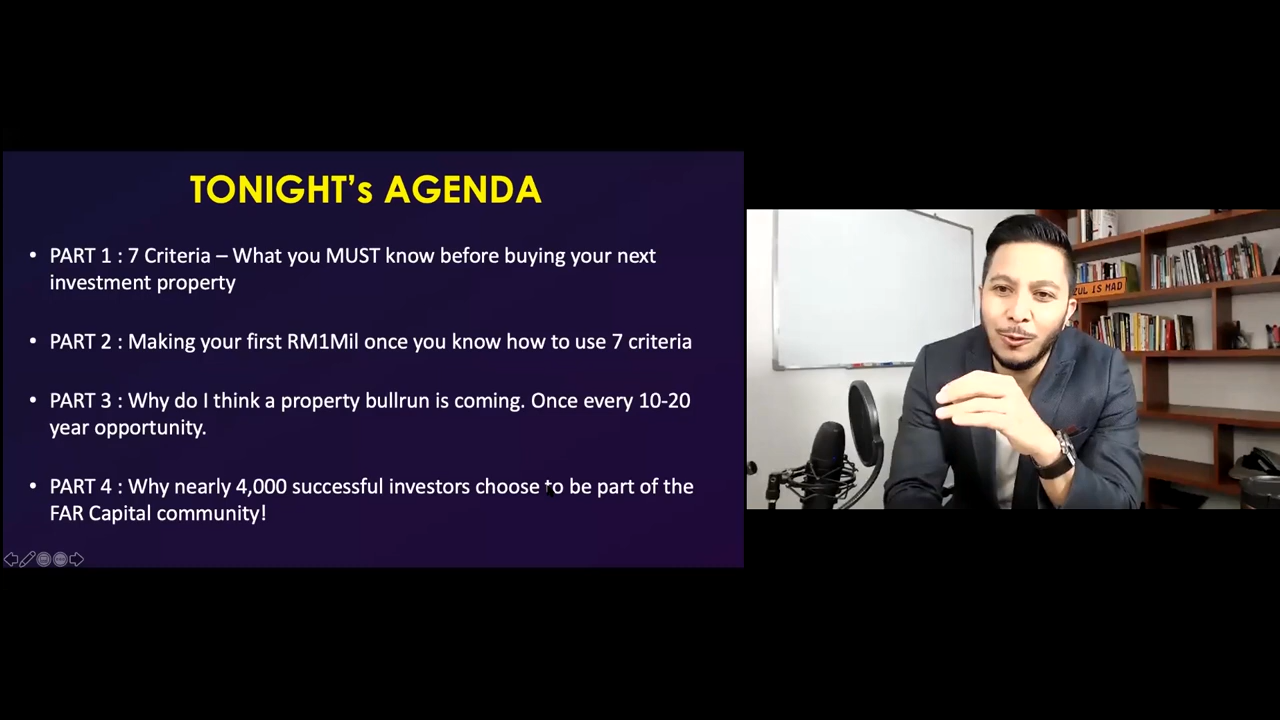 TONIGHT's AGENDA
• PART 1 : 7 Criteria – What you MUST know before buying your next
investment property
• PART 2 : Making your first RM1Mil once you know how to use 7 criteria
• PART 3 : Why do I think a property bullrun is coming. Once every 10-20
year opportunity.
• PART 4 : Why nearly 4,000 successful investors choose to be part of the
FAR Capital community!
ZUL IS MAD